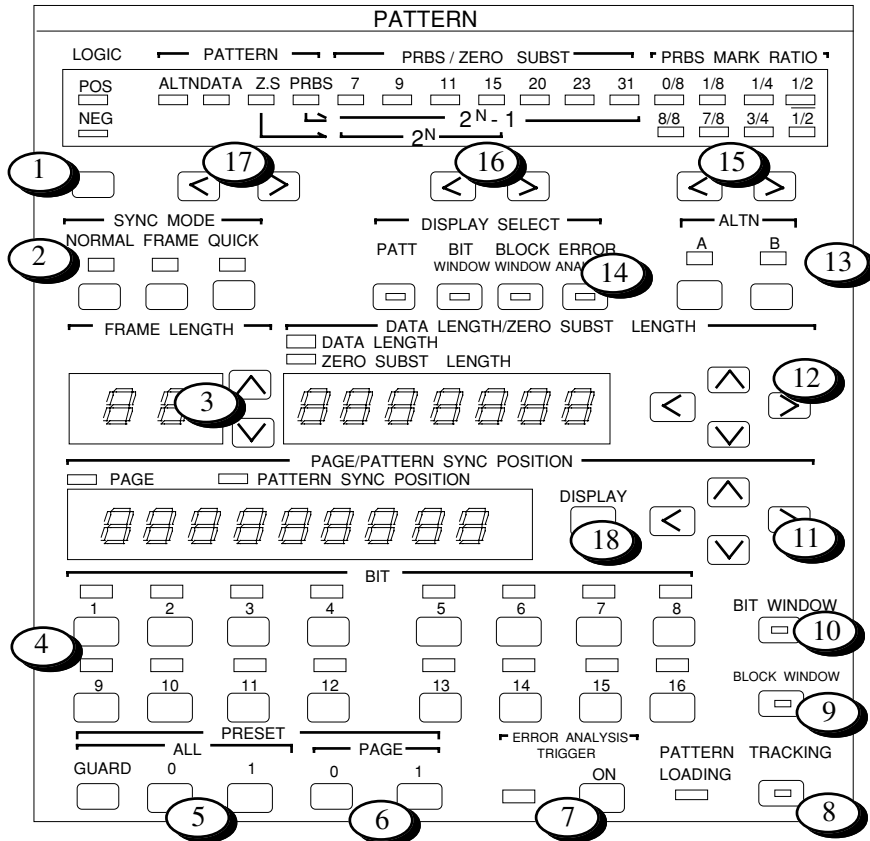 PATTERN
LOGIC PATTERN PRBS / ZERO SUBST PRBS MARK RATIO
POS ALTN DATA Z.S PRBS 7 9 11 15 20 23 31 0/8 1/8 1/4 1/2
NEG 2N - 1 8/8 7/8 3/4 1/2
2N
1 17 16 15
SYNC MODE DISPLAY SELECT ALTN
NORMAL FRAME QUICK PATT BIT WINDOW BLOCK WINDOW ERROR A B
2 14 13
FRAME LENGTH DATA LENGTH/ZERO SUBST LENGTH
DATA LENGTH
ZERO SUBST LENGTH
3 12
PAGE/PATTERN SYNC POSITION
PAGE PATTERN SYNC POSITION
DISPLAY
18 11
BIT
1 2 3 4 5 6 7 8 BIT WINDOW
4 10
9 10 11 12 13 14 15 16 BLOCK WINDOW
9
PRESET ERROR ANALYSIS
ALL PAGE TRIGGER PATTERN TRACKING
GUARD 0 1 0 1 ON LOADING
5 6 7 8